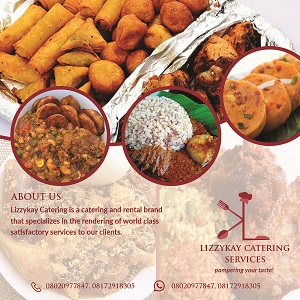 ABOUT US
Lizzykay Catering is a catering and rental brand
that specializes in the rendering of world class
satisfactory services to our clients.
LIZZYKAY CATERING
SERVICES
pampering your taste!
08020977847. 08172918305
08020977847. 08172918305